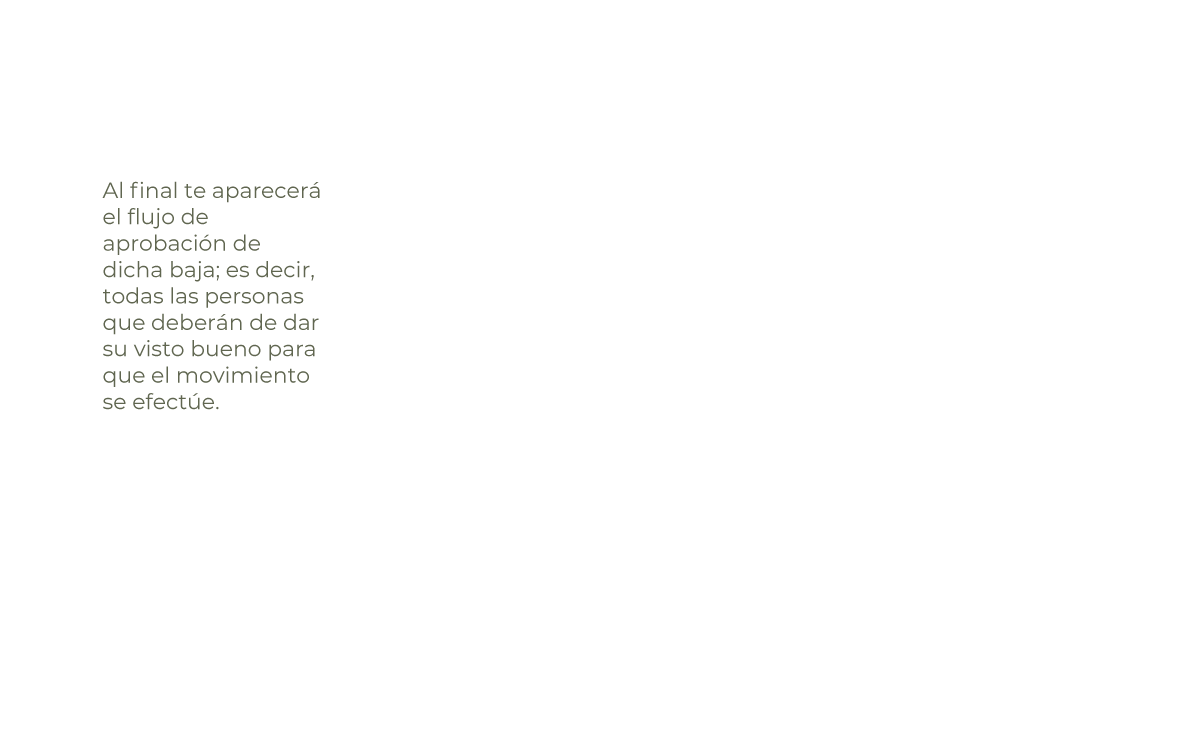 Al final te aparecerá
el flujo de
aprobación de
dicha baja; es decir,
todas las personas
que deberán de dar
su visto bueno para
que el movimiento
se efectúe.